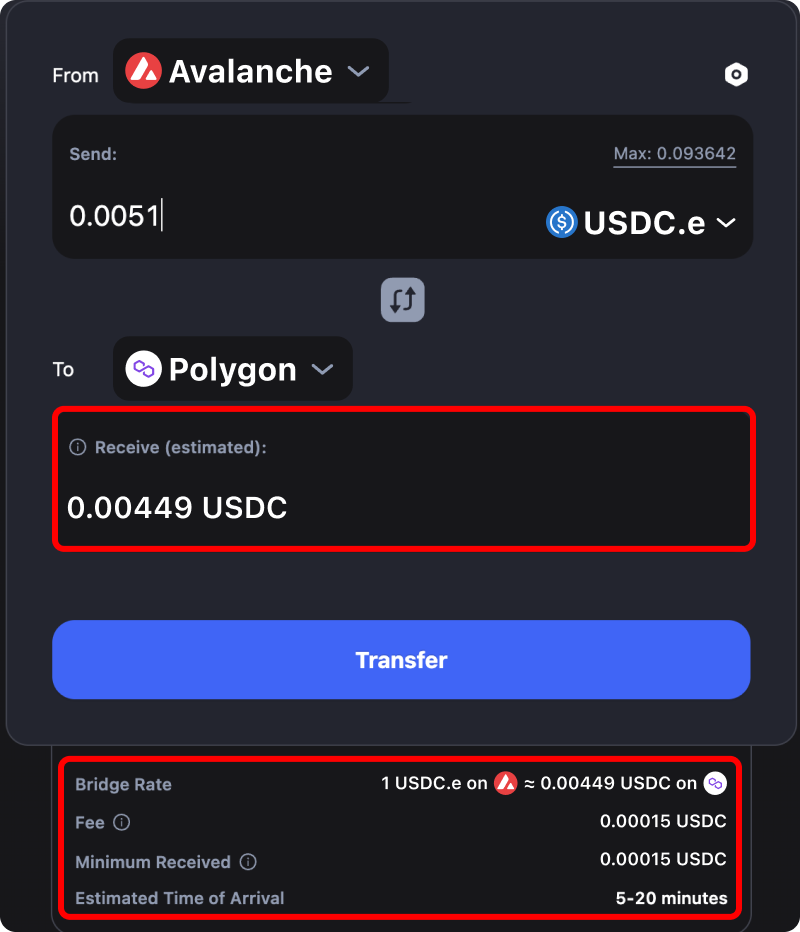 From Avalanche
Send: Max: 0.093642
0.0051 USDC.e
To Polygon
Receive (estimated):
0.00449 USDC
Transfer
Bridge Rate 1 USDC.e on ≈ 0.00449 USDC on
Fee 0.00015 USDC
Minimum Received 0.00015 USDC
Estimated Time of Arrival 5-20 minutes